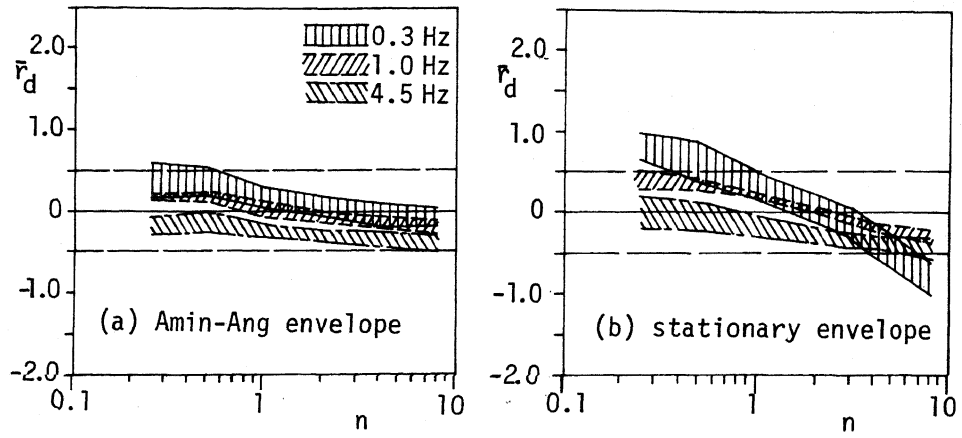 2.0
r̄d
1.0
0
-1.0
-2.0
0.3 Hz
1.0 Hz
4.5 Hz
(a) Amin-Ang envelope
0.1
1
10
n
2.0
r̄d
1.0
0
-1.0
-2.0
(b) stationary envelope
0.1
1
10
n